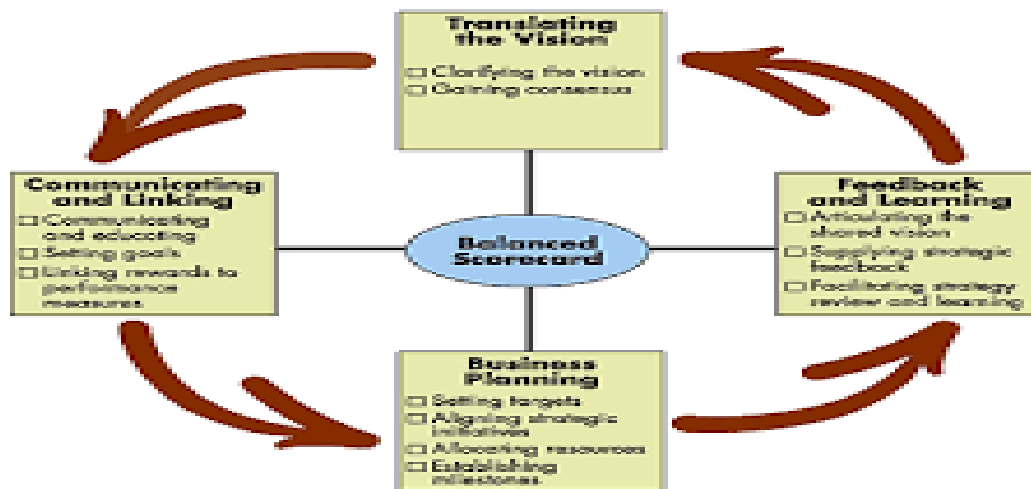 Translating
the Vision
□ Clarifying the vision
□ Gaining consensus
Communicating
and Linking
□ Communicating
and educating
□ Setting goals
□ Linking rewards to
performance
measures
Balanced
Scorecard
Feedback
and Learning
□ Articulating the
shared vision
□ Supplying strategic
feedback
□ Facilitating strategy
review and learning
Business
Planning
□ Setting targets
□ Aligning strategic
initiatives
□ Allocating resources
□ Establishing
milestones